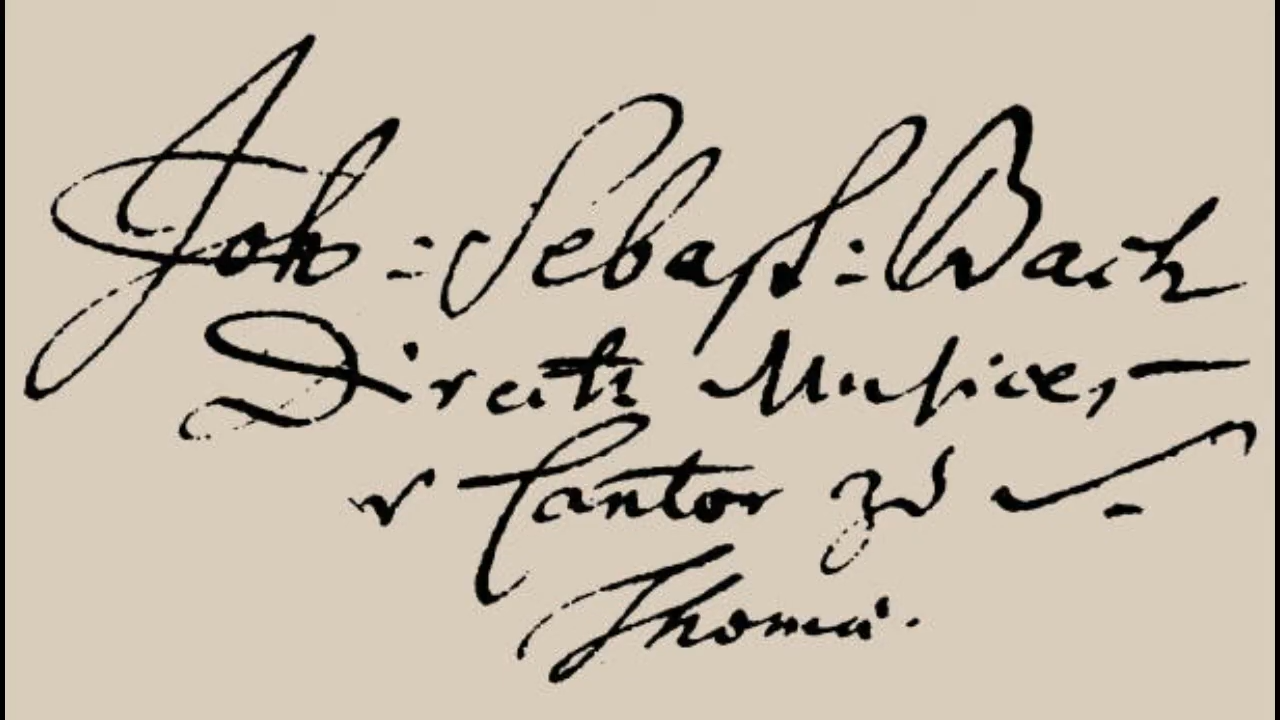 Joh: Sebast: Bach
Direct: Musices,
Cantor zu S.
Thomæ.